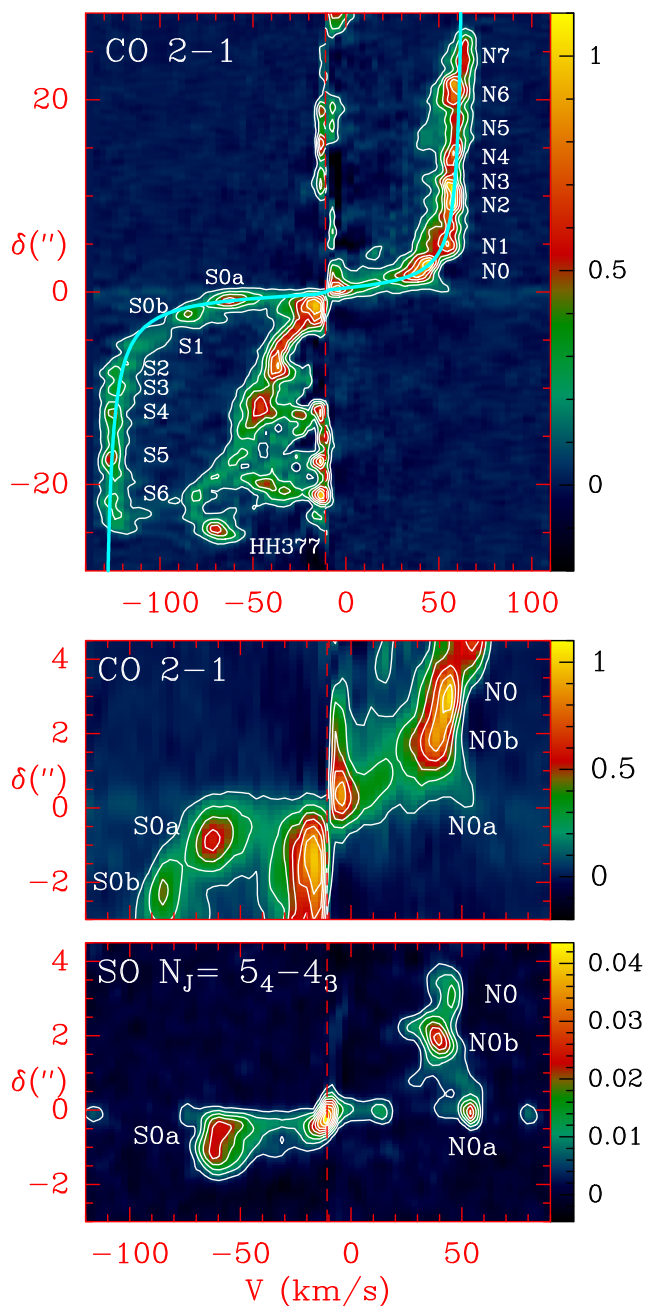 CO 2-1
N7
N6
N5
N4
N3
N2
N1
N0
S0a
S0b
S1
S2
S3
S4
S5
S6
HH377
20
δ(")
0
-20
-100 -50 0 50 100
1
0.5
0
CO 2-1
N0
N0b
N0a
S0a
S0b
4
2
δ(")
0
-2
1
0.5
0
SO N_J= 5_4-4_3
N0
N0b
N0a
S0a
4
2
δ(")
0
-2
0.04
0.03
0.02
0.01
0
-100 -50 0 50
V (km/s)